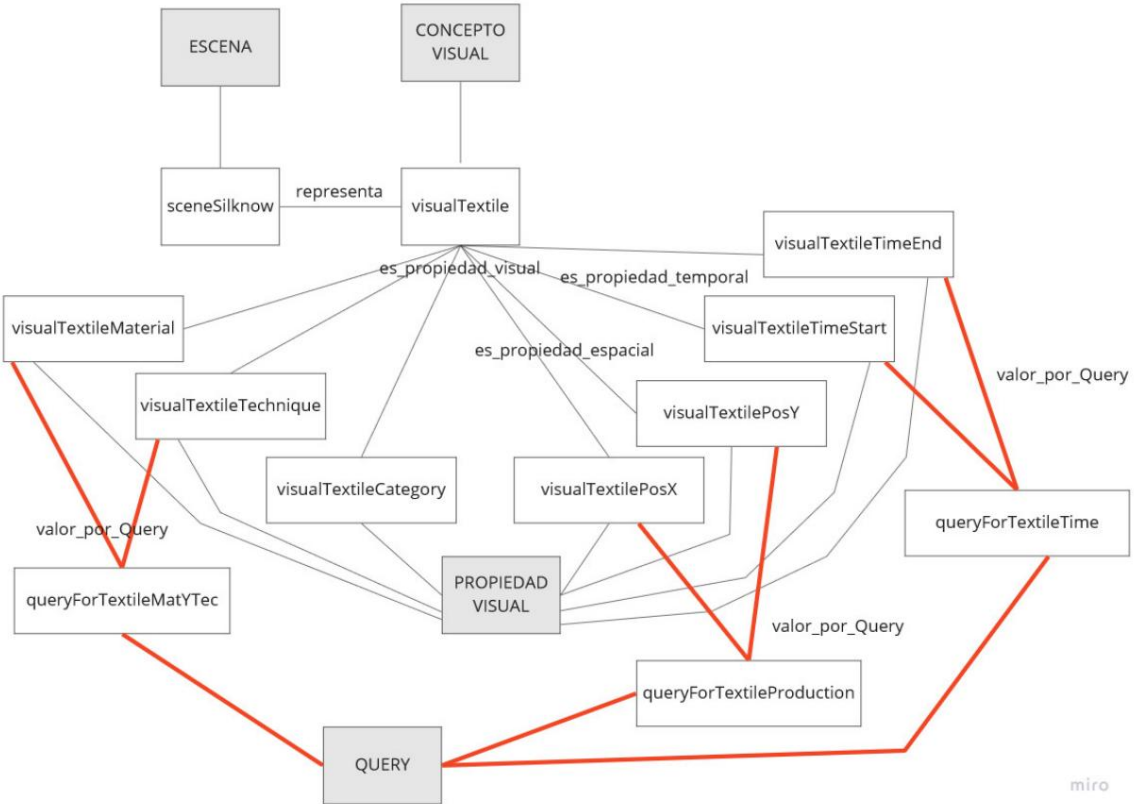 ESCENA
CONCEPTO
VISUAL
sceneSilknow
representa
visualTextile
visualTextileTimeEnd
es_propiedad_visual
es_propiedad_temporal
visualTextileMaterial
visualTextileTimeStart
es_propiedad_espacial
valor_por_Query
visualTextileTechnique
visualTextilePosY
visualTextileCategory
visualTextilePosX
valor_por_Query
queryForTextileTime
PROPIEDAD
VISUAL
queryForTextileMatYTec
valor_por_Query
queryForTextileProduction
QUERY
miro